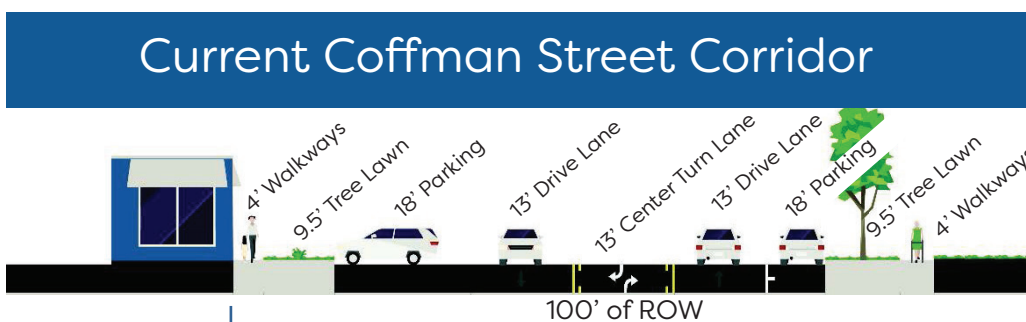 Current Coffman Street Corridor
4' Walkways
9.5' Tree Lawn
18' Parking
13' Drive Lane
13' Center Turn Lane
13' Drive Lane
18' Parking
9.5' Tree Lawn
4' Walkways
100' of ROW